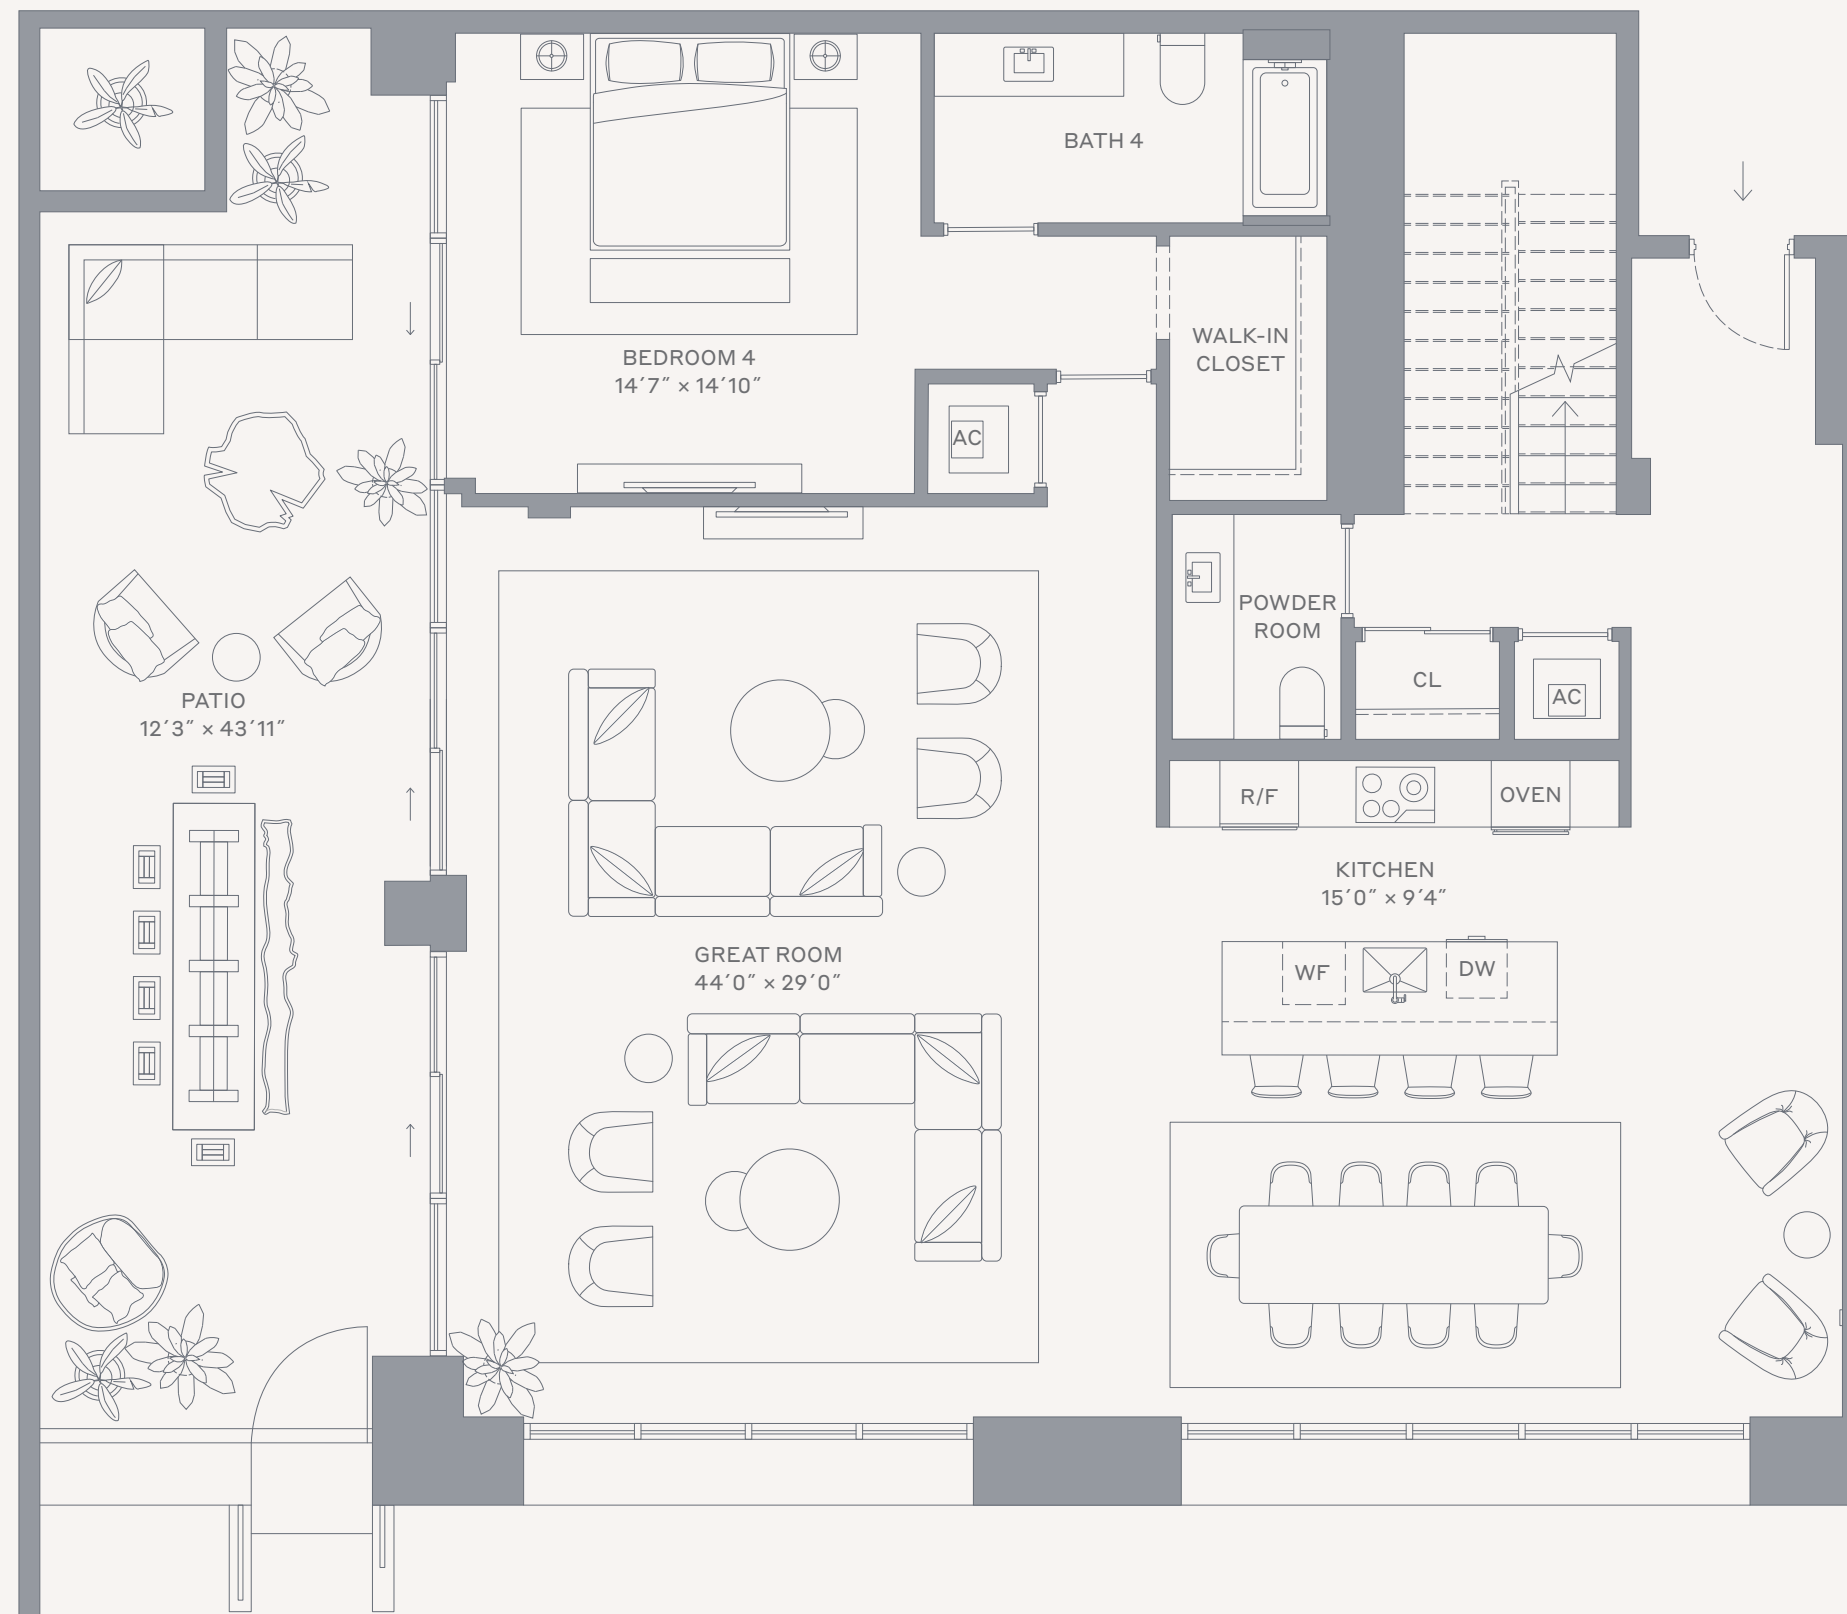 BATH 4
WALK-IN
CLOSET
BEDROOM 4
14′7″ × 14′10″
AC
POWDER
ROOM
CL
AC
PATIO
12′3″ × 43′11″
R/F
OVEN
KITCHEN
15′0″ × 9′4″
GREAT ROOM
44′0″ × 29′0″
WF
DW